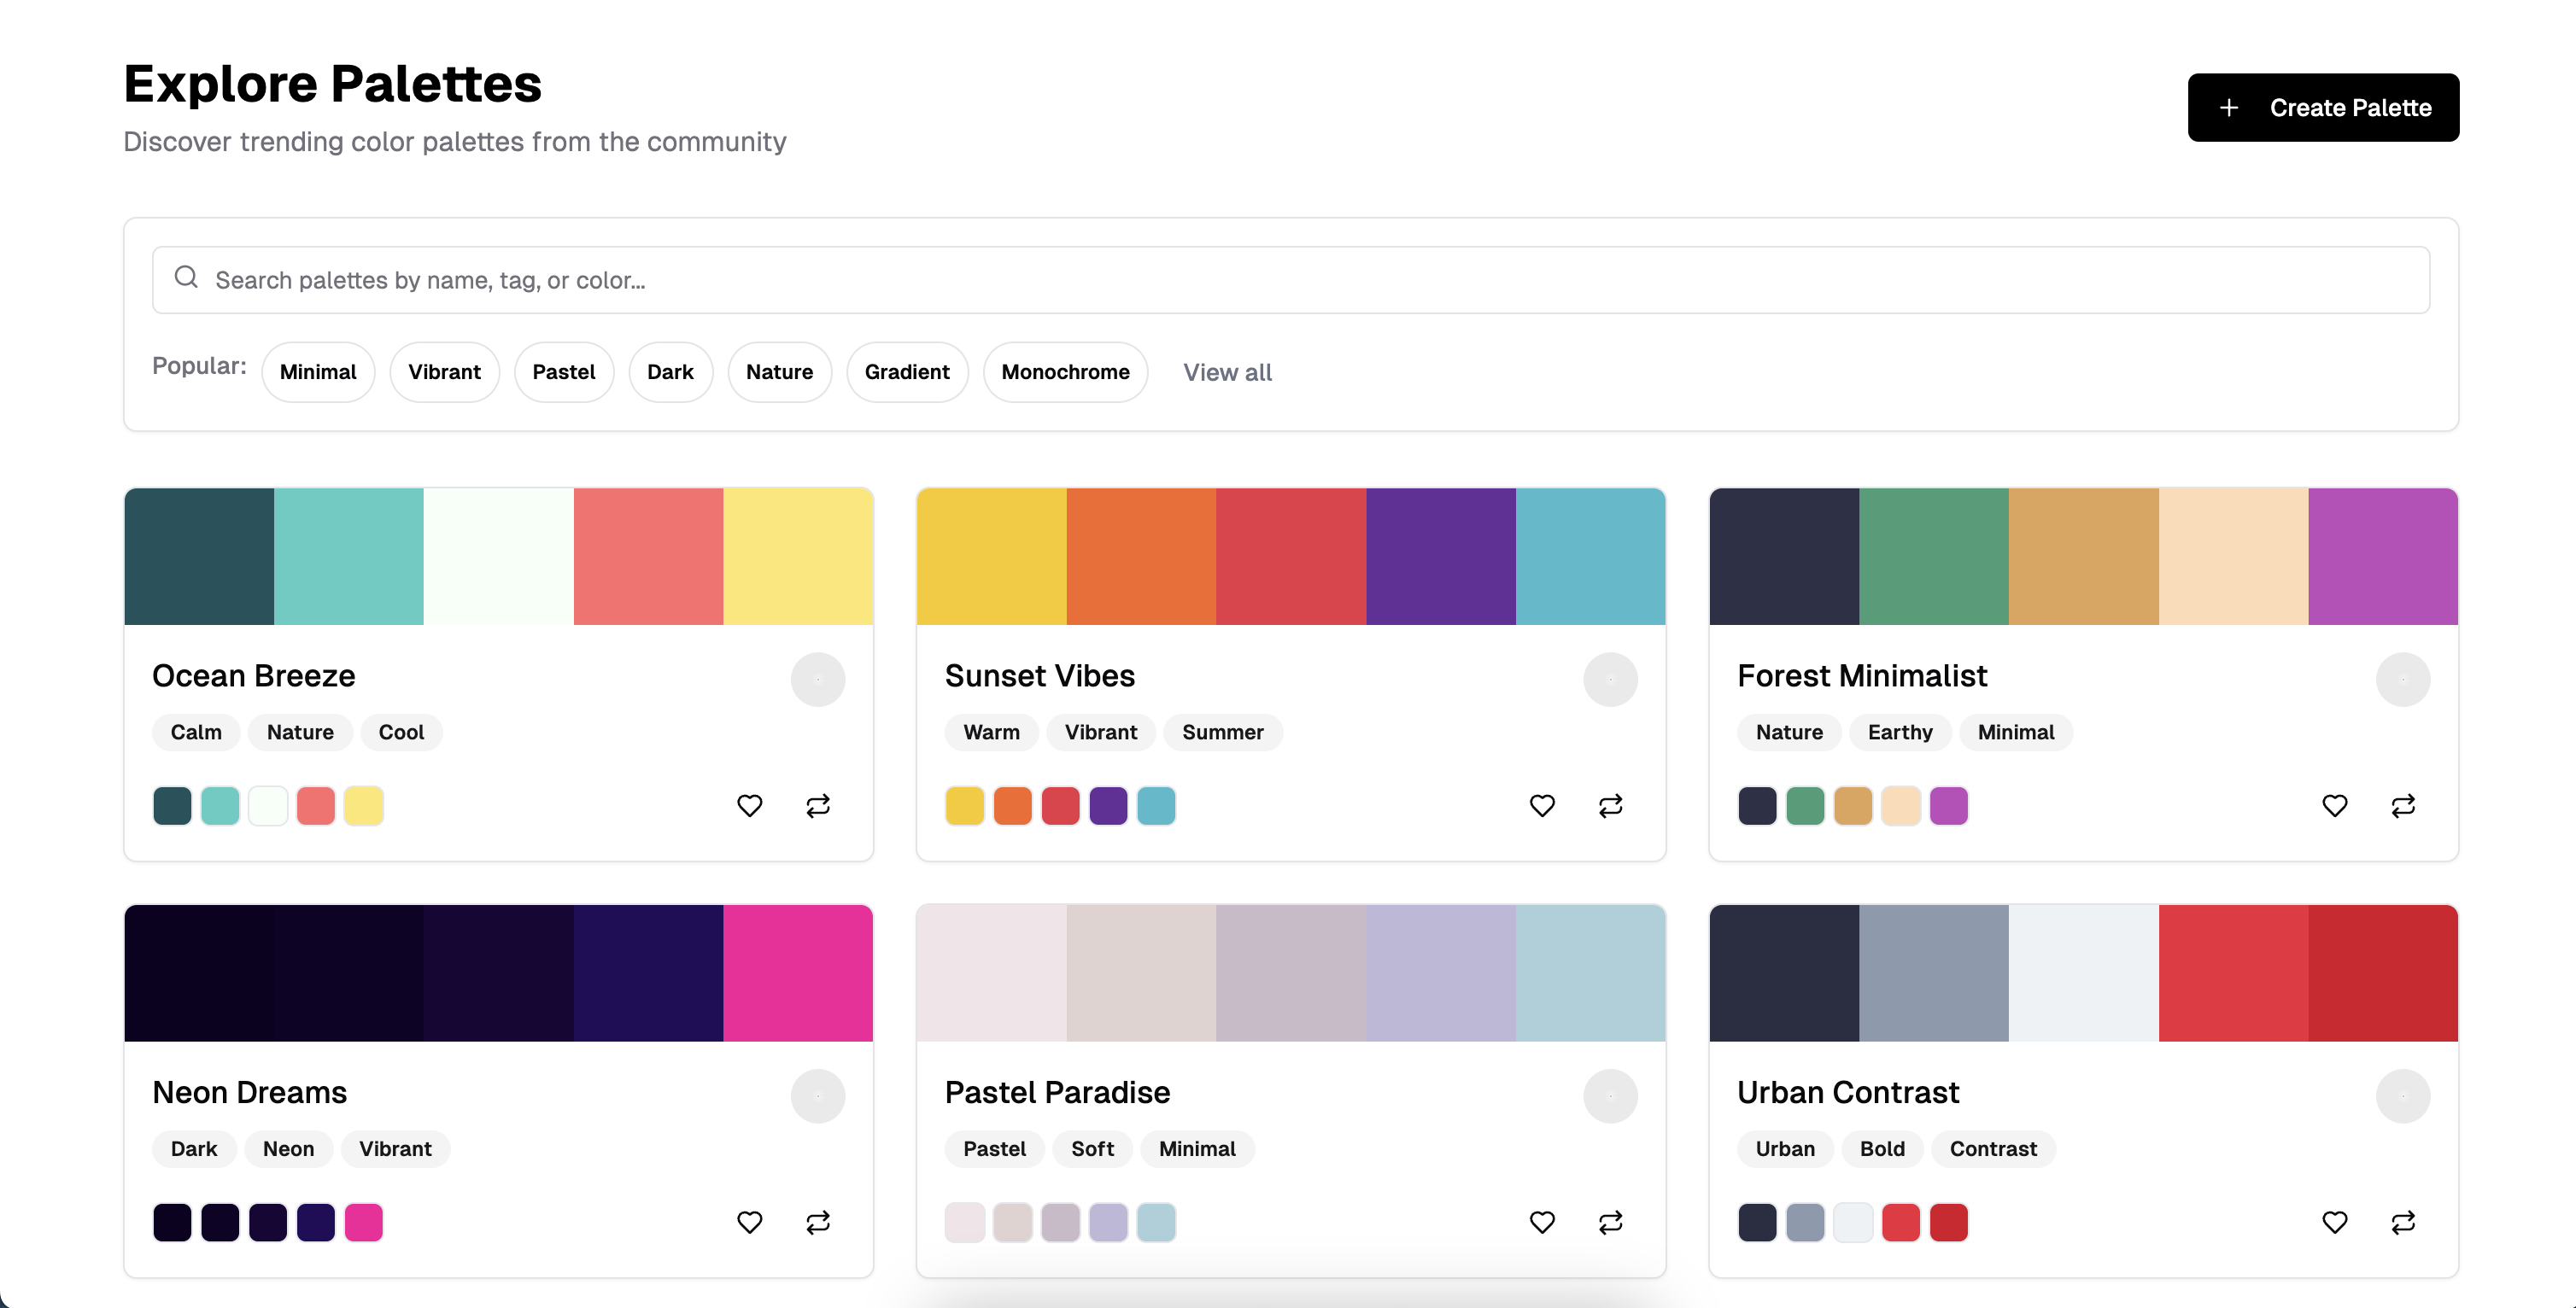 Explore Palettes
Discover trending color palettes from the community
+ Create Palette
Search palettes by name, tag, or color...
Popular: Minimal Vibrant Pastel Dark Nature Gradient Monochrome View all
Ocean Breeze
Calm Nature Cool
Sunset Vibes
Warm Vibrant Summer
Forest Minimalist
Nature Earthy Minimal
Neon Dreams
Dark Neon Vibrant
Pastel Paradise
Pastel Soft Minimal
Urban Contrast
Urban Bold Contrast